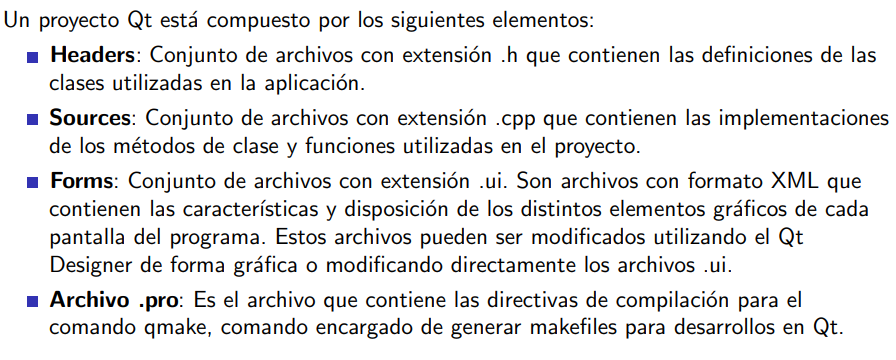 Un proyecto Qt está compuesto por los siguientes elementos:
Headers: Conjunto de archivos con extensión .h que contienen las definiciones de las
clases utilizadas en la aplicación.
Sources: Conjunto de archivos con extensión .cpp que contienen las implementaciones
de los métodos de clase y funciones utilizadas en el proyecto.
Forms: Conjunto de archivos con extensión .ui. Son archivos con formato XML que
contienen las características y disposición de los distintos elementos gráficos de cada
pantalla del programa. Estos archivos pueden ser modificados utilizando el Qt
Designer de forma gráfica o modificando directamente los archivos .ui.
Archivo .pro: Es el archivo que contiene las directivas de compilación para el
comando qmake, comando encargado de generar makefiles para desarrollos en Qt.